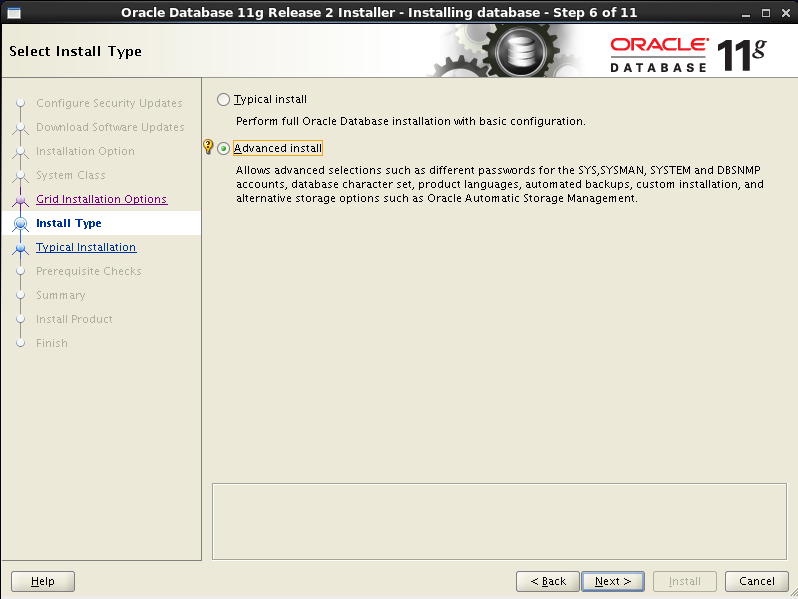 Oracle Database 11g Release 2 Installer - Installing database - Step 6 of 11
Select Install Type
ORACLE
DATABASE
11g
Configure Security Updates
Download Software Updates
Installation Option
System Class
Grid Installation Options
Install Type
Typical Installation
Prerequisite Checks
Summary
Install Product
Finish
Typical install
Perform full Oracle Database installation with basic configuration.
Advanced install
Allows advanced selections such as different passwords for the SYS,SYSMAN, SYSTEM and DBSNMP
accounts, database character set, product languages, automated backups, custom installation, and
alternative storage options such as Oracle Automatic Storage Management.
Help
< Back
Next >
Install
Cancel